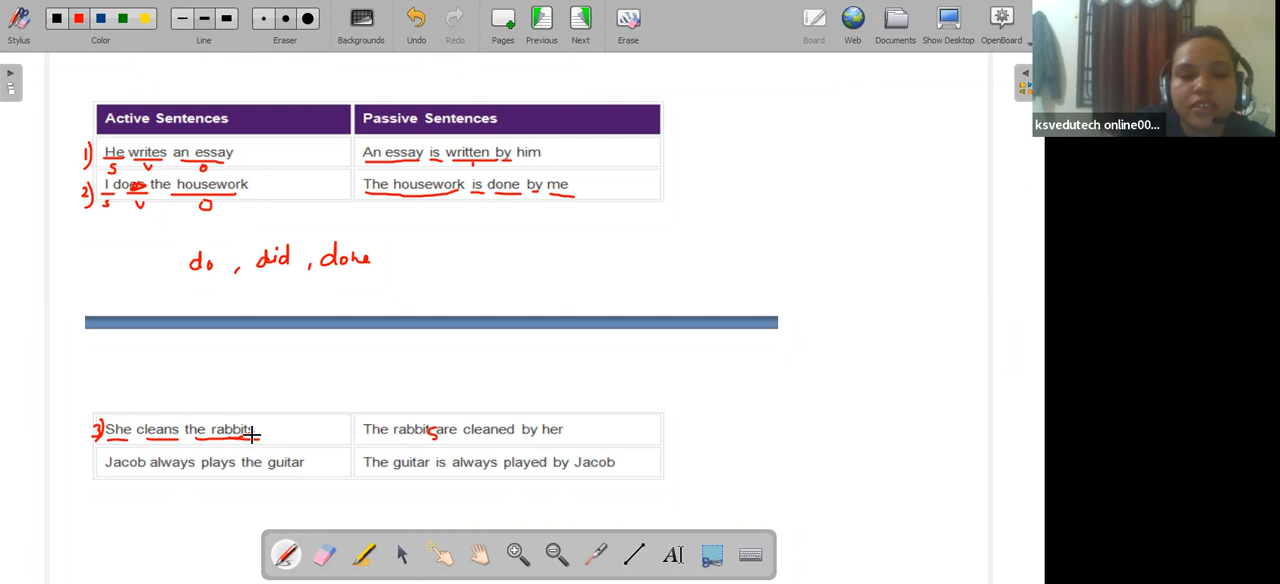 Stylus
Color
Line
Eraser
Backgrounds
Undo
Redo
Pages
Previous
Next
Erase
Board
Web
Documents
Show Desktop
OpenBoard
ksvedutech online00...
Active Sentences Passive Sentences
1) He writes an essay An essay is written by him
S V O
2) I do the housework The housework is done by me
S V O
do , did , done
3) She cleans the rabbits The rabbits are cleaned by her
Jacob always plays the guitar The guitar is always played by Jacob
AI